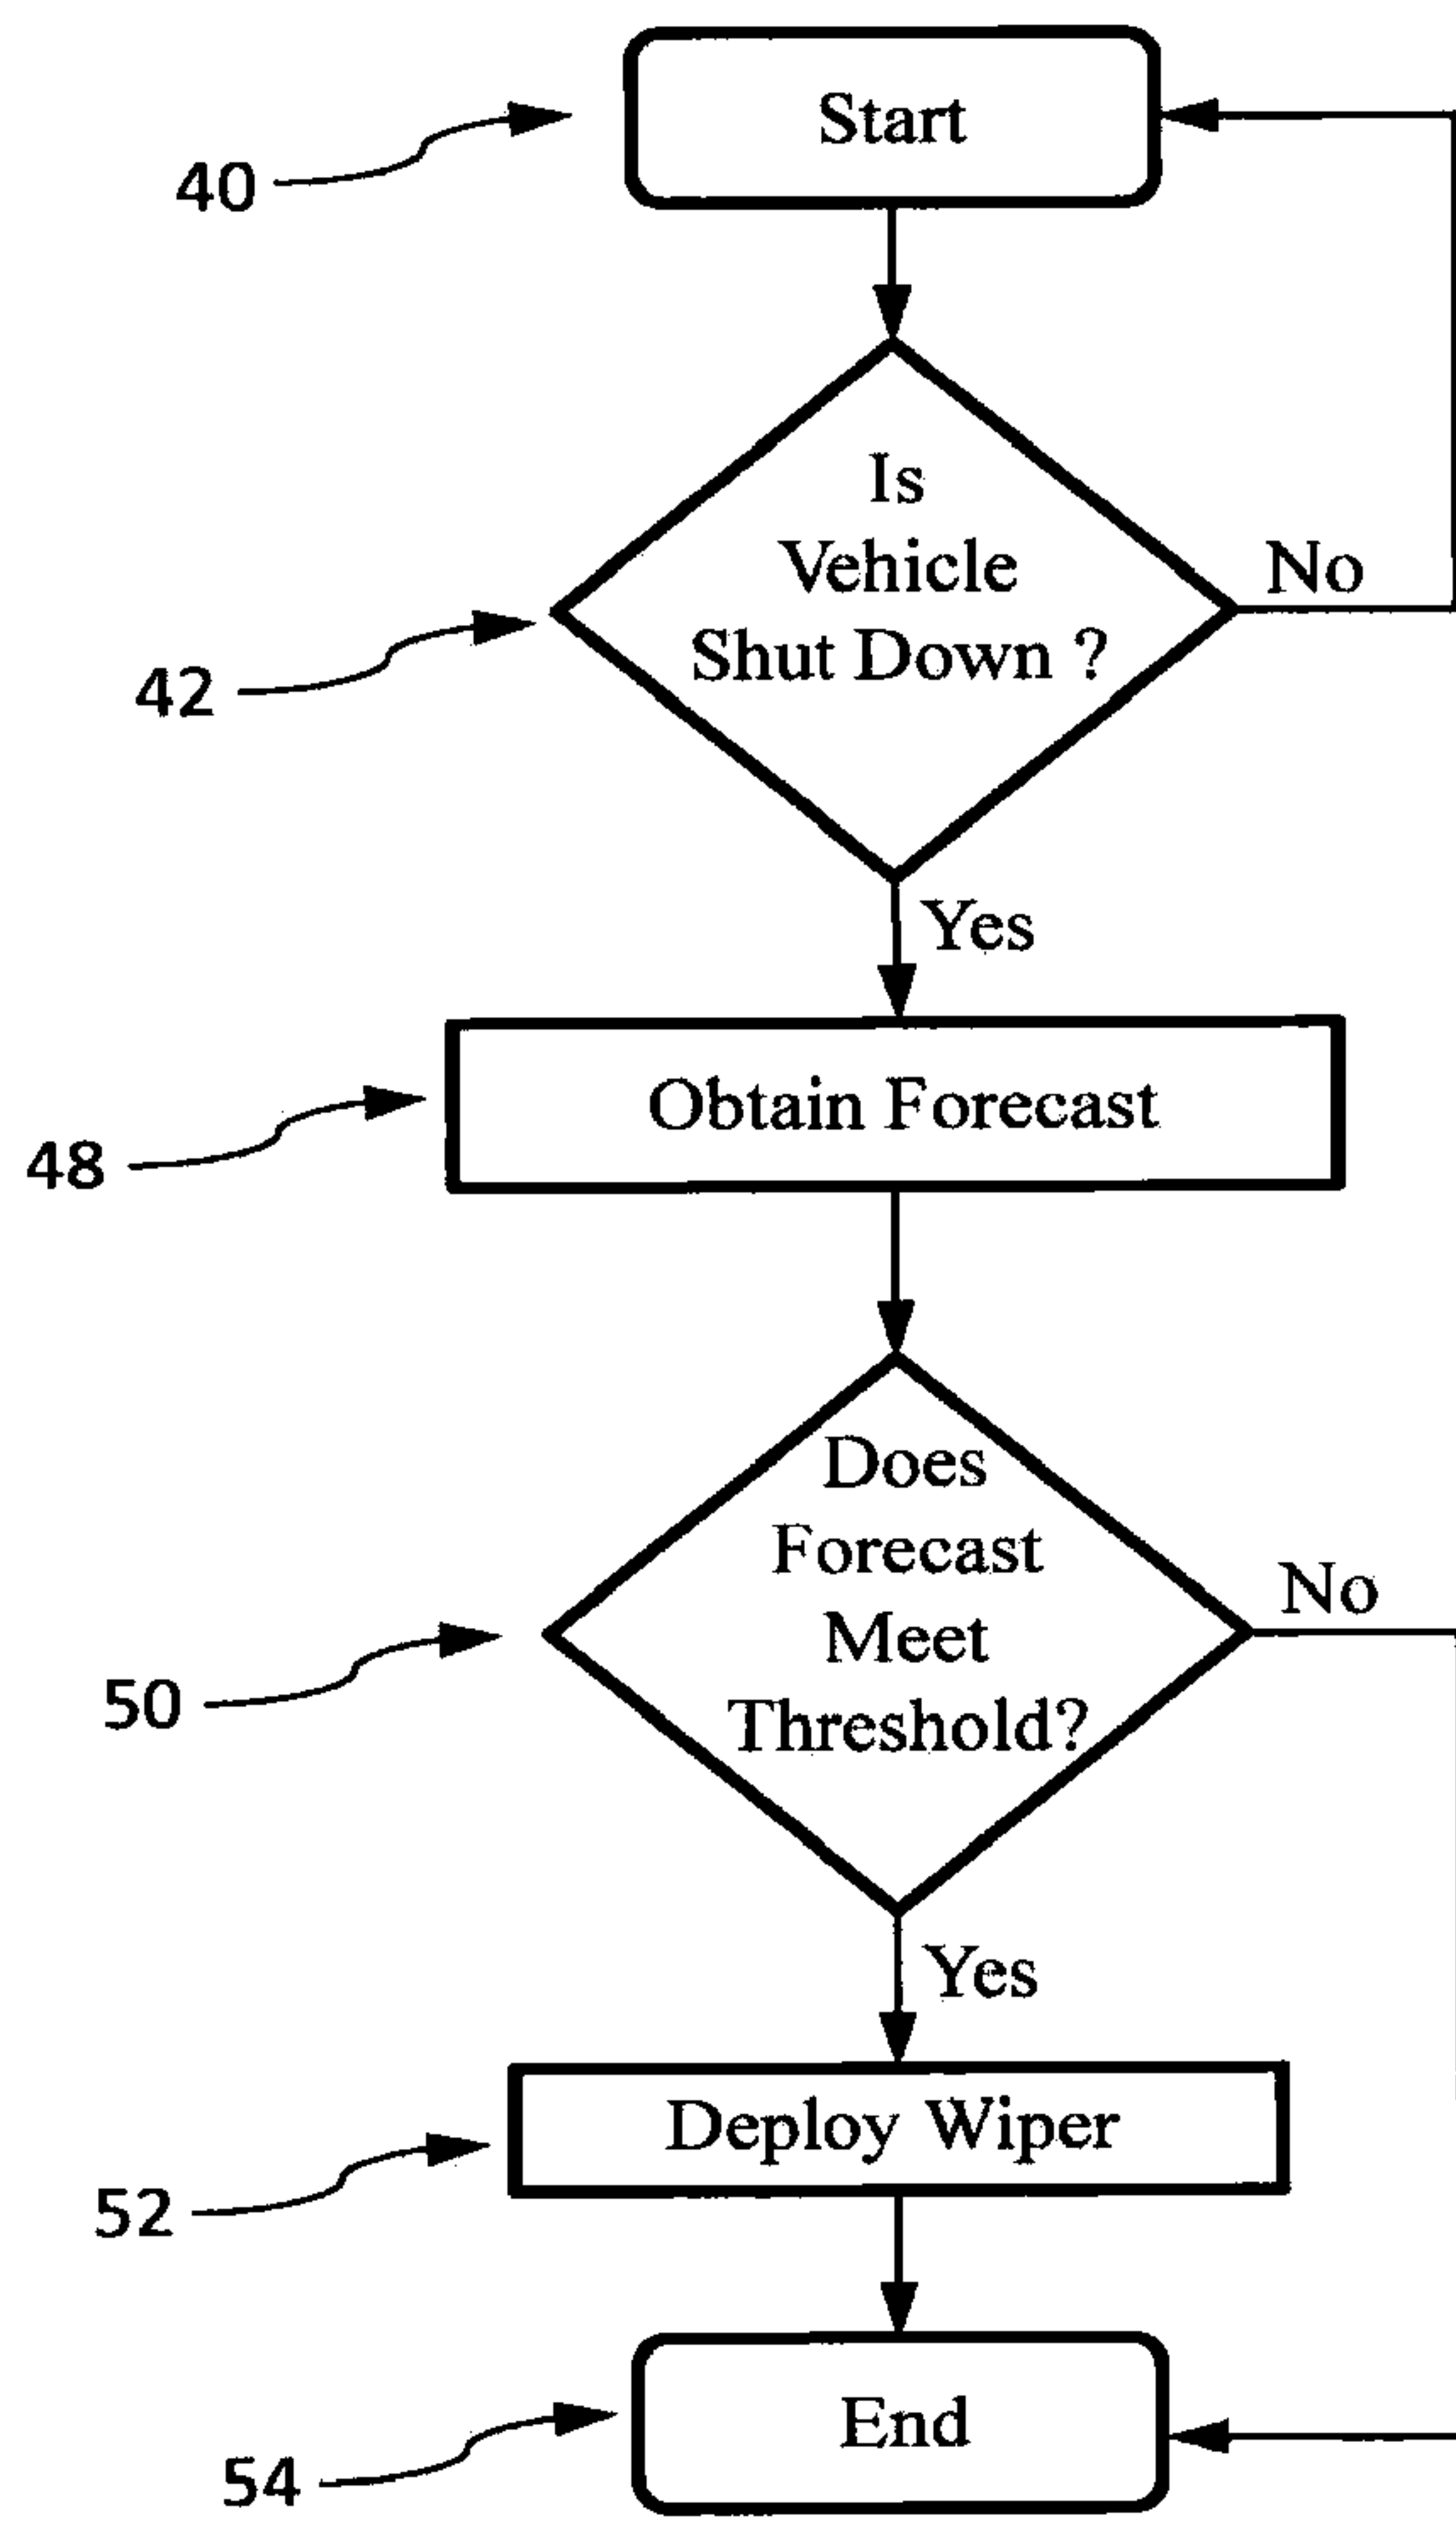 Start
40
Is
Vehicle
No
Shut Down ?
42
Yes
Obtain Forecast
48
Does
Forecast
No
Meet
Threshold?
50
Yes
Deploy Wiper
52
End
54